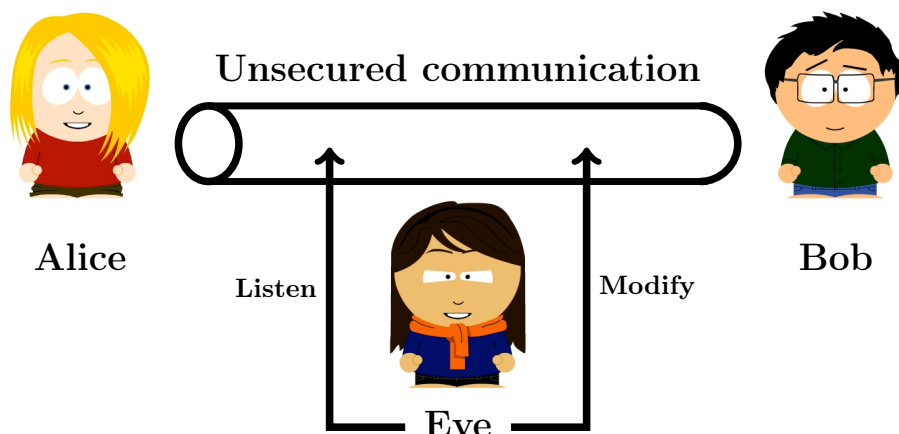 Unsecured communication
Alice
Bob
Listen
Modify
Eve